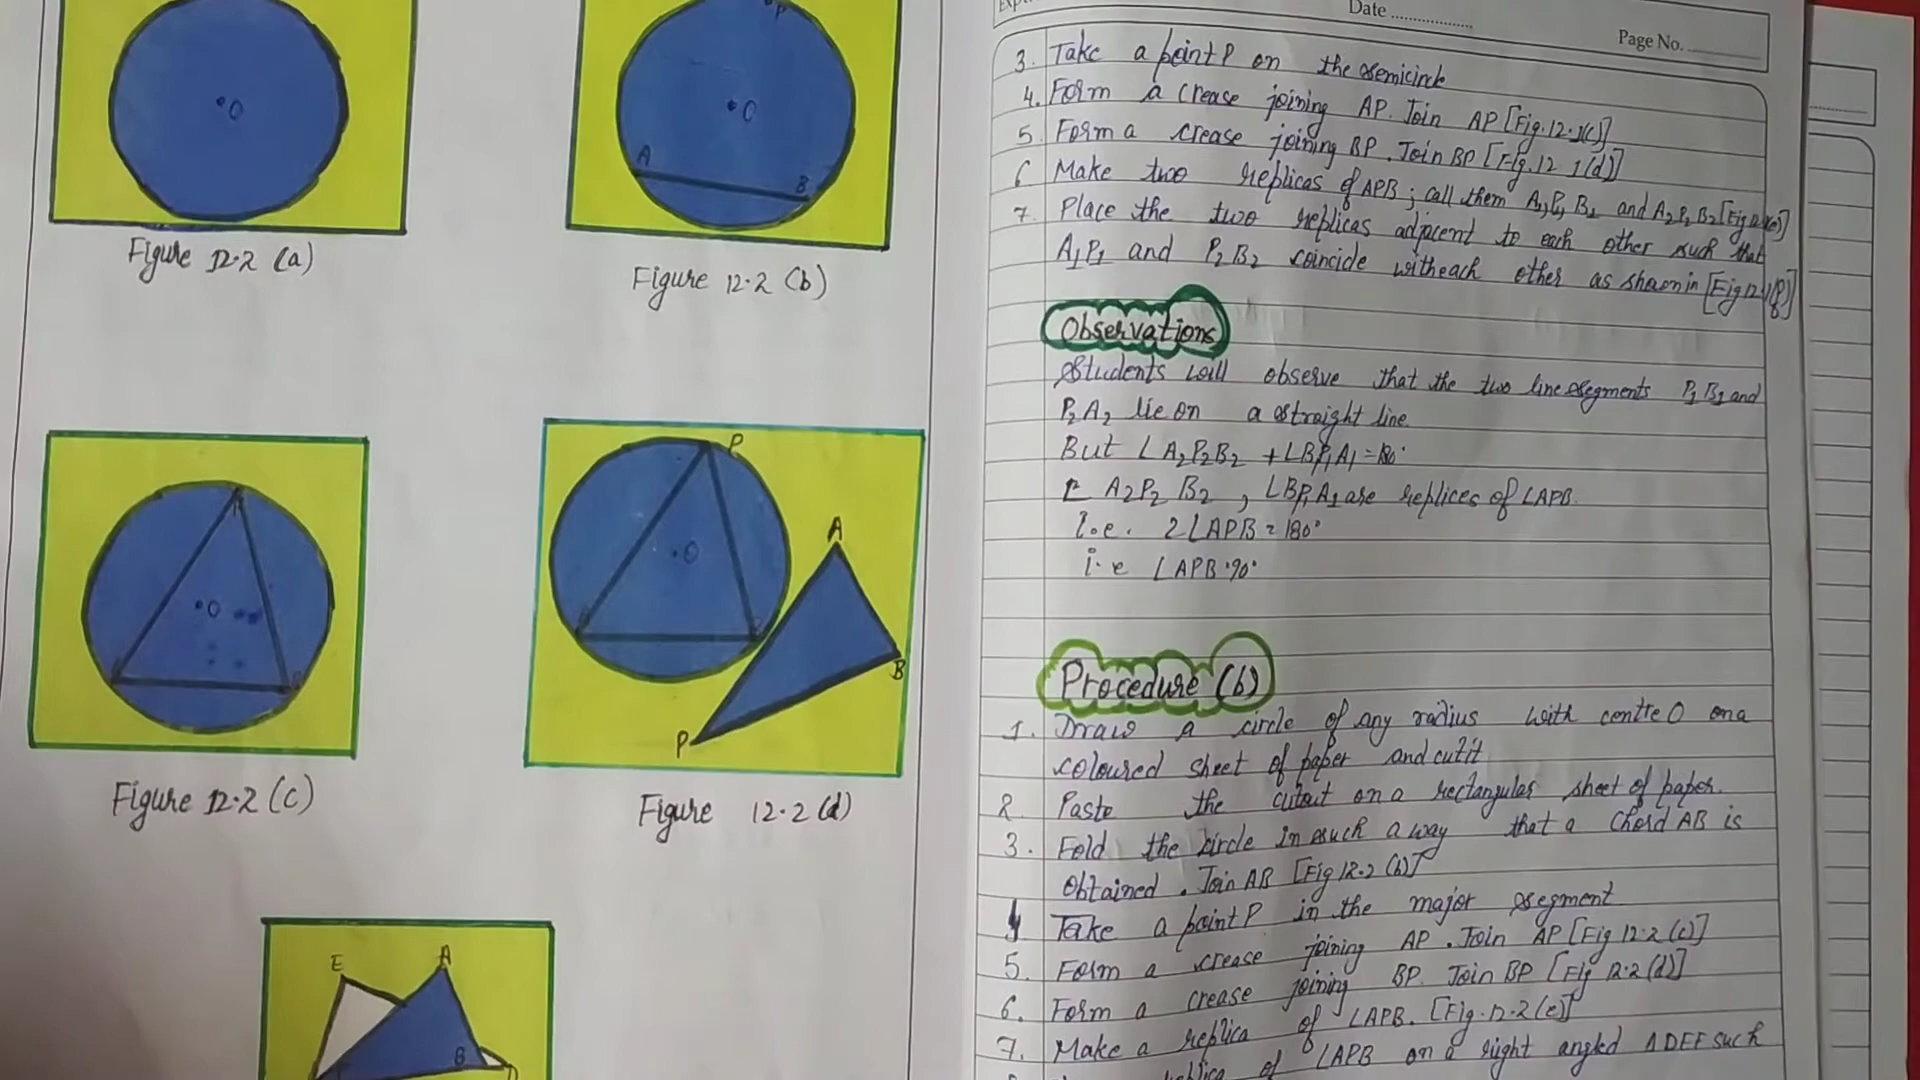 P
O
O
A
B
Figure 12.2 (a)
Figure 12.2 (b)
P
O
O
A
B
P
Figure 12.2 (c)
Figure 12.2 (d)
E
A
B
D
Date
Page No.
3. Take a point P on the semicircle
4. Form a crease joining AP. Join AP [Fig. 12.1(c)]
5. Form a crease joining BP. Join BP [Fig. 12 1(d)]
6 Make two replicas of APB; call them A1P1B1 and A2P2B2
7. Place the two replicas adjacent to each other such that
A1P1 and P2B2 coincide with each other as shown in
Observations
Students will observe that the two line segments P1B1 and
P2A2 lie on a straight line
But ∠A2P2B2 + ∠BP1A1 = 180°
A2P2B2, ∠BP1A1 are replices of ∠APB.
i.e. 2∠APB = 180°
i.e ∠APB 90°
Procedure (b)
1. Draw a circle of any radius with centre O on a
coloured sheet of paper and cut it
2. Paste the cutout on a rectangular sheet of paper.
3. Fold the circle in such a way that a chord AB is
obtained. Join AB [Fig 12.2 (b)]
4 Take a point P in the major segment
5. Form a crease joining AP. Join AP [Fig 12.2 (c)]
6. Form a crease joining BP. Join BP [Fig 12.2 (d)]
7. Make a replica of ∠APB. [Fig. 12.2(e)]
replica of ∠APB on a right angled ΔDEF such